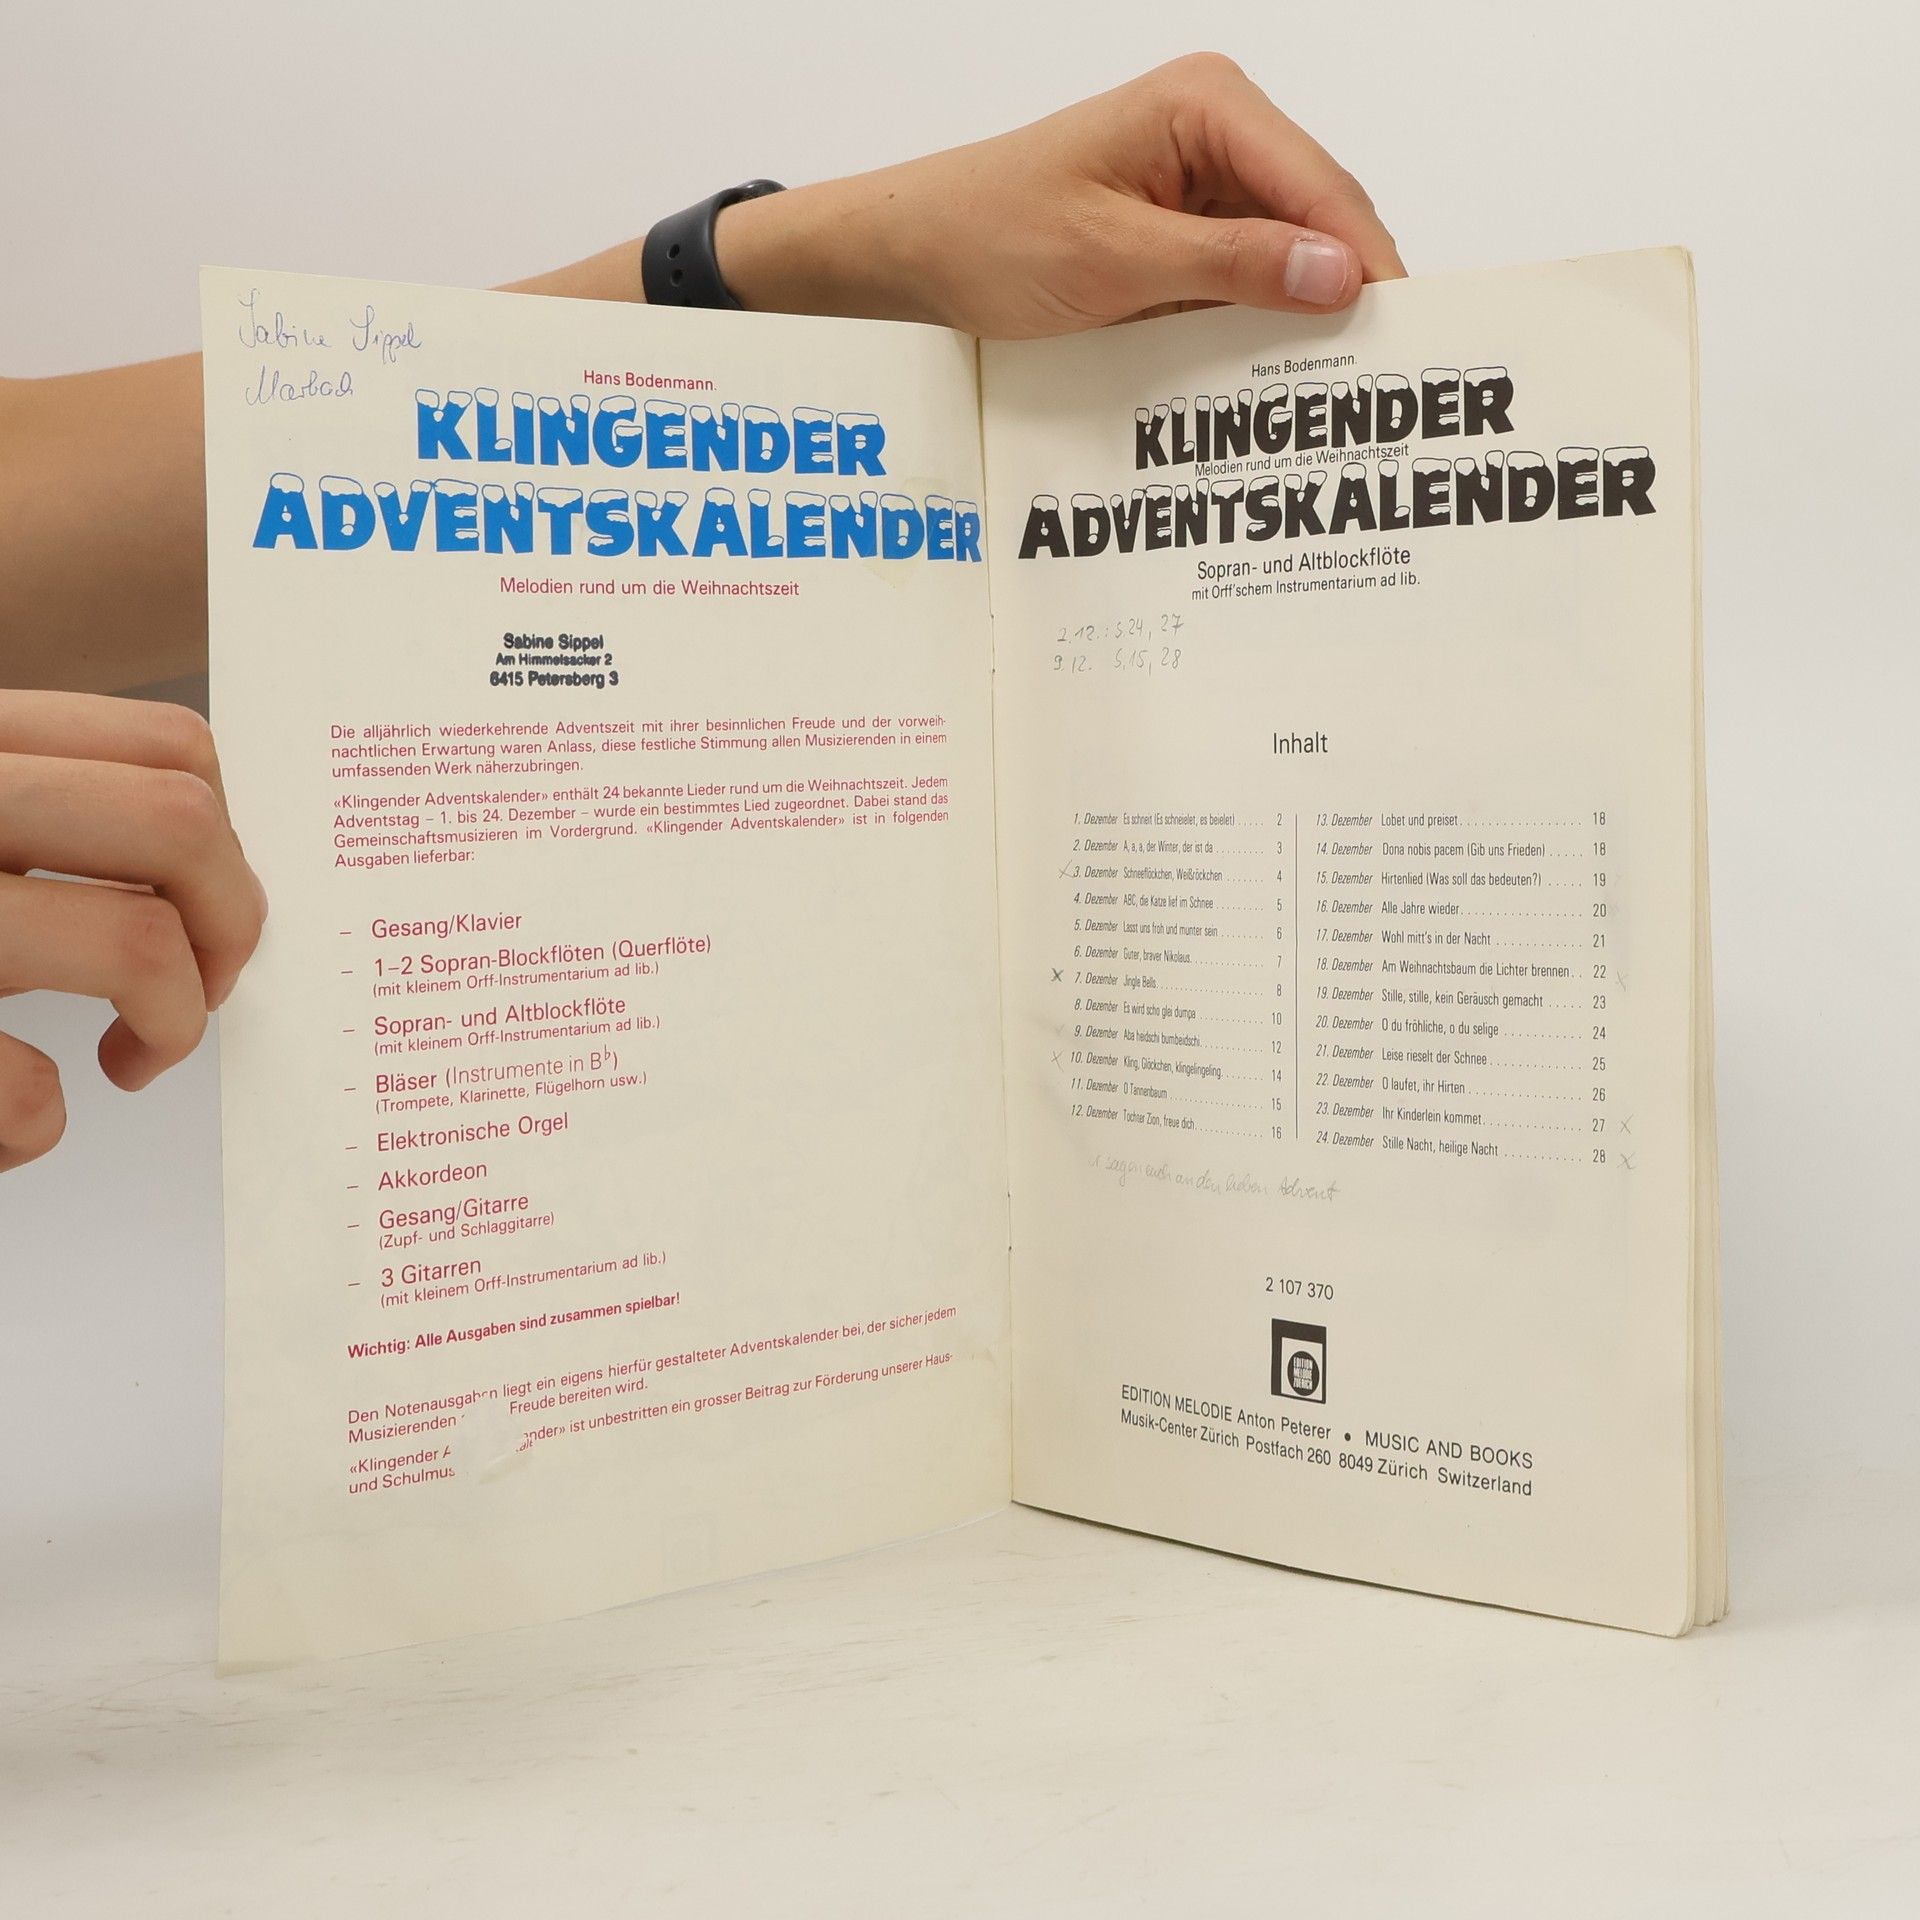 Sabine Sippel
Marbach
Hans Bodenmann.
KLINGENDER
ADVENTSKALENDER
Melodien rund um die Weihnachtszeit
Sabine Sippel
Am Himmelsacker 2
6415 Petersberg 3
Die alljährlich wiederkehrende Adventszeit mit ihrer besinnlichen Freude und der vorweih-
nachtlichen Erwartung waren Anlass, diese festliche Stimmung allen Musizierenden in einem
umfassenden Werk näherzubringen.
«Klingender Adventskalender» enthält 24 bekannte Lieder rund um die Weihnachtszeit. Jedem
Adventstag – 1. bis 24. Dezember – wurde ein bestimmtes Lied zugeordnet. Dabei stand das
Gemeinschaftsmusizieren im Vordergrund. «Klingender Adventskalender» ist in folgenden
Ausgaben lieferbar:
– Gesang/Klavier
– 1–2 Sopran-Blockflöten (Querflöte)
(mit kleinem Orff-Instrumentarium ad lib.)
– Sopran- und Altblockflöte
(mit kleinem Orff-Instrumentarium ad lib.)
– Bläser (Instrumente in B♭)
(Trompete, Klarinette, Flügelhorn usw.)
– Elektronische Orgel
– Akkordeon
– Gesang/Gitarre
(Zupf- und Schlaggitarre)
– 3 Gitarren
(mit kleinem Orff-Instrumentarium ad lib.)
Wichtig: Alle Ausgaben sind zusammen spielbar!
Den Notenausgaben liegt ein eigens hierfür gestalteter Adventskalender bei, der sicher jedem
Musizierenden Freude bereiten wird.
«Klingender A ender» ist unbestritten ein grosser Beitrag zur Förderung unserer Haus-
und Schulmus
Hans Bodenmann.
KLINGENDER
Melodien rund um die Weihnachtszeit
ADVENTSKALENDER
Sopran- und Altblockflöte
mit Orff'schem Instrumentarium ad lib.
2.12.: S.24, 27
9.12. S.15, 28
Inhalt
1. Dezember Es schneit (Es schneielet, es beielet) ..... 2
2. Dezember A, a, a, der Winter, der ist da ......... 3
x 3. Dezember Schneeflöckchen, Weißröckchen ....... 4
4. Dezember ABC, die Katze lief im Schnee ......... 5
5. Dezember Lasst uns froh und munter sein ........ 6
6. Dezember Guter, braver Nikolaus ............. 7
x 7. Dezember Jingle Bells .................... 8
8. Dezember Es wird scho glei dumpa ............ 10
9. Dezember Aba heidschi bumbeidschi ........... 12
x 10. Dezember Kling, Glöckchen, klingelingeling ....... 14
11. Dezember O Tannenbaum ................. 15
12. Dezember Tochter Zion, freue dich ............ 16
13. Dezember Lobet und preiset ................. 18
14. Dezember Dona nobis pacem (Gib uns Frieden) ..... 18
15. Dezember Hirtenlied (Was soll das bedeuten?) ..... 19
16. Dezember Alle Jahre wieder ................. 20
17. Dezember Wohl mitt's in der Nacht ............ 21
18. Dezember Am Weihnachtsbaum die Lichter brennen .. 22 x
19. Dezember Stille, stille, kein Geräusch gemacht ..... 23
20. Dezember O du fröhliche, o du selige ........... 24
21. Dezember Leise rieselt der Schnee ............. 25
22. Dezember O laufet, ihr Hirten ................ 26
23. Dezember Ihr Kinderlein kommet .............. 27 x
24. Dezember Stille Nacht, heilige Nacht ........... 28 x
sagen euch an den lieben Advent
2 107 370
EDITION
MELODIE
ZUERICH
EDITION MELODIE Anton Peterer • MUSIC AND BOOKS
Musik-Center Zürich Postfach 260 8049 Zürich Switzerland